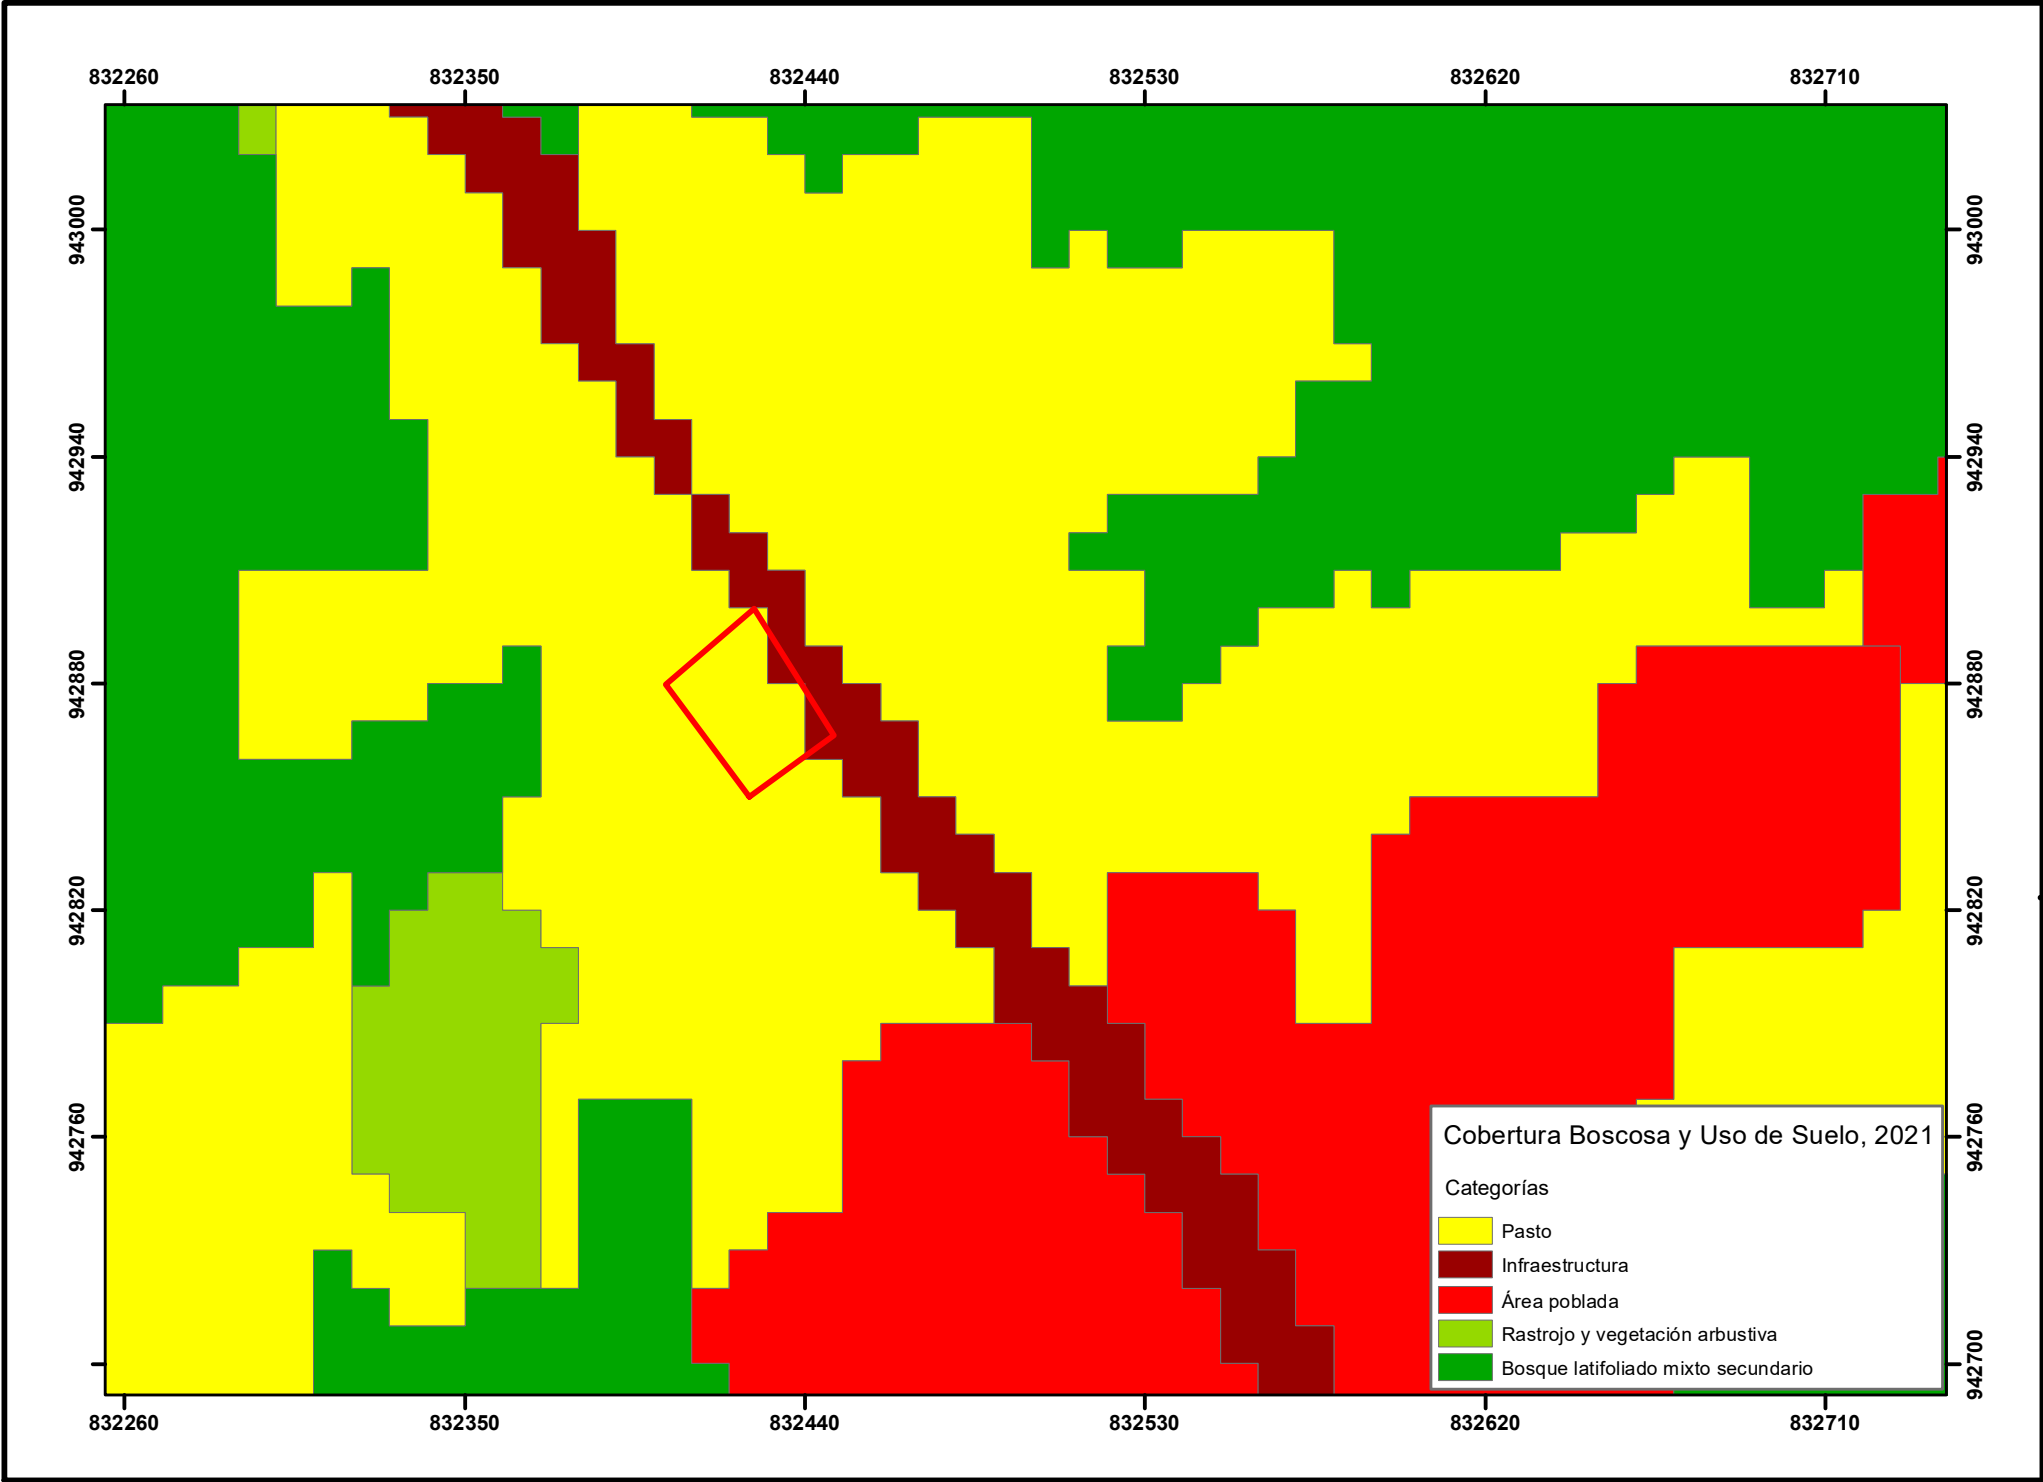 832260 832350 832440 832530 832620 832710
943000 943000
942940 942940
942880 942880
942820 942820
942760 942760
942700
Cobertura Boscosa y Uso de Suelo, 2021
Categorías
Pasto
Infraestructura
Área poblada
Rastrojo y vegetación arbustiva
Bosque latifoliado mixto secundario
832260 832350 832440 832530 832620 832710